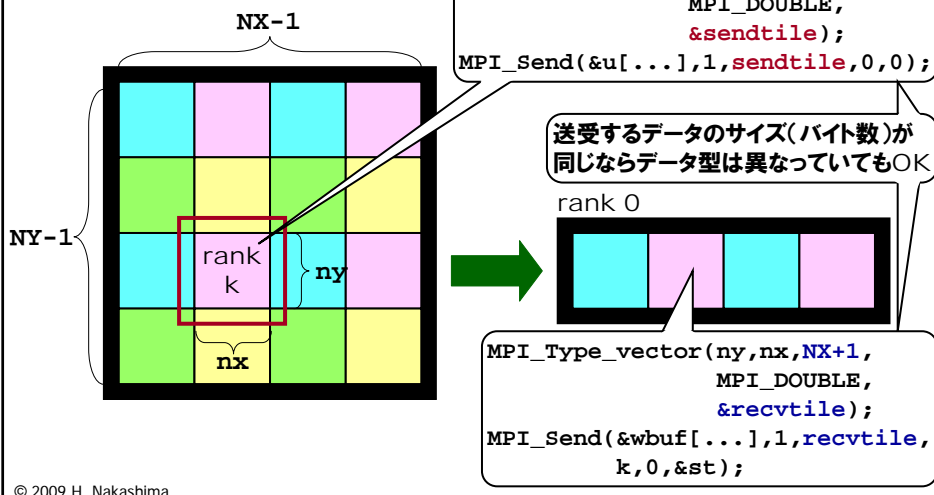 MPI_DOUBLE,
&sendtile);
MPI_Send(&u[...],1,sendtile,0,0);
NX-1
送受するデータのサイズ(バイト数)が
同じならデータ型は異なっていてもOK
rank 0
NY-1
rank
k
ny
nx
MPI_Type_vector(ny,nx,NX+1,
MPI_DOUBLE,
&recvtile);
MPI_Send(&wbuf[...],1,recvtile,
k,0,&st);
© 2009 H. Nakashima